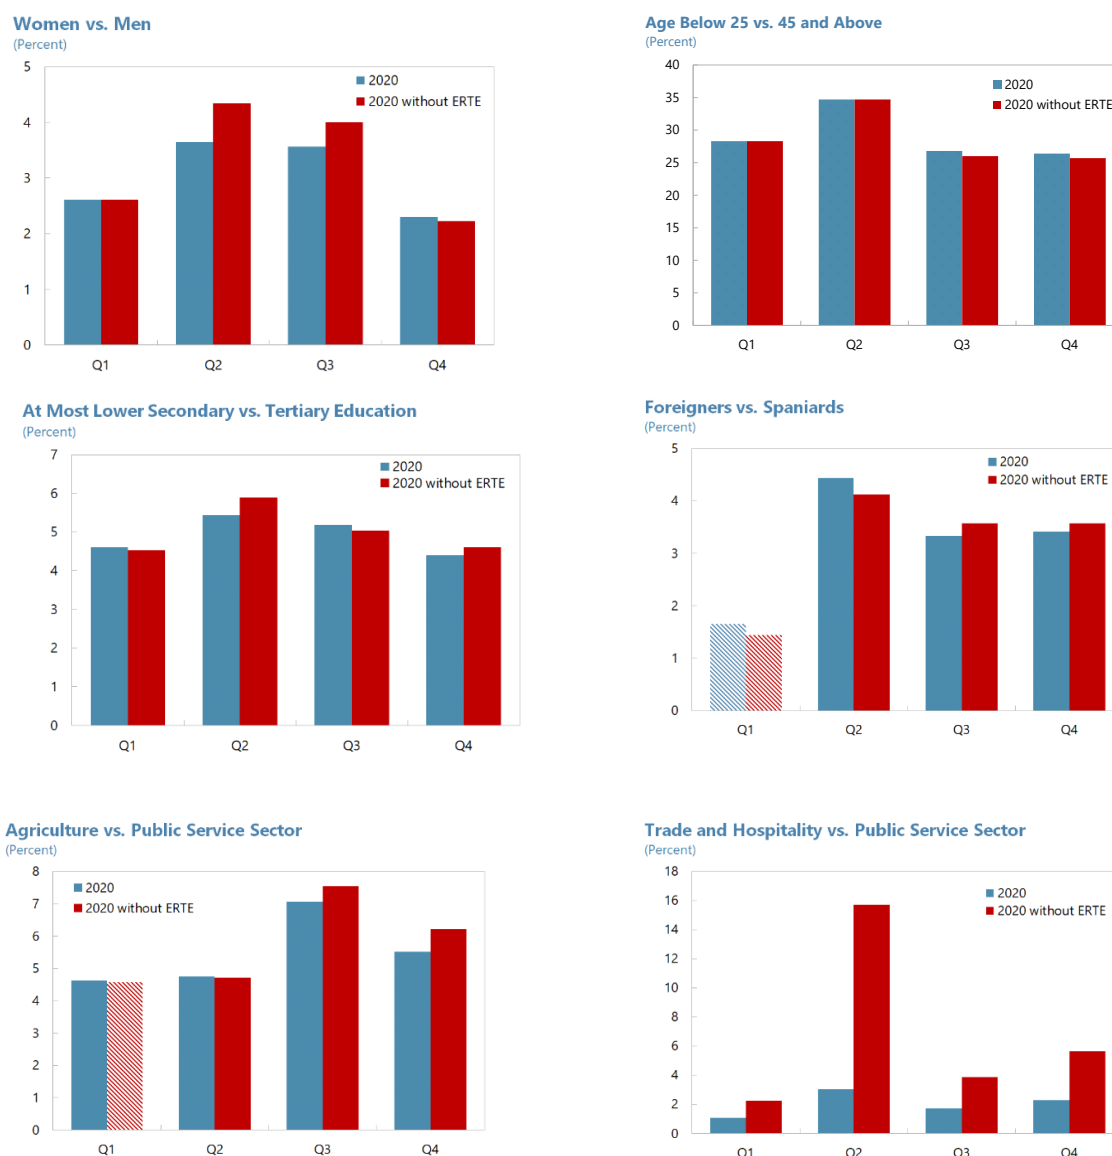 Women vs. Men
(Percent)
5
4
3
2
1
0
2020
2020 without ERTE
Q1 Q2 Q3 Q4
Age Below 25 vs. 45 and Above
(Percent)
40
35
30
25
20
15
10
5
0
2020
2020 without ERTE
Q1 Q2 Q3 Q4
At Most Lower Secondary vs. Tertiary Education
(Percent)
7
6
5
4
3
2
1
0
2020
2020 without ERTE
Q1 Q2 Q3 Q4
Foreigners vs. Spaniards
(Percent)
5
4
3
2
1
0
2020
2020 without ERTE
Q1 Q2 Q3 Q4
Agriculture vs. Public Service Sector
(Percent)
8
7
6
5
4
3
2
1
0
2020
2020 without ERTE
Q1 Q2 Q3 Q4
Trade and Hospitality vs. Public Service Sector
(Percent)
18
16
14
12
10
8
6
4
2
0
2020
2020 without ERTE
Q1 Q2 Q3 Q4